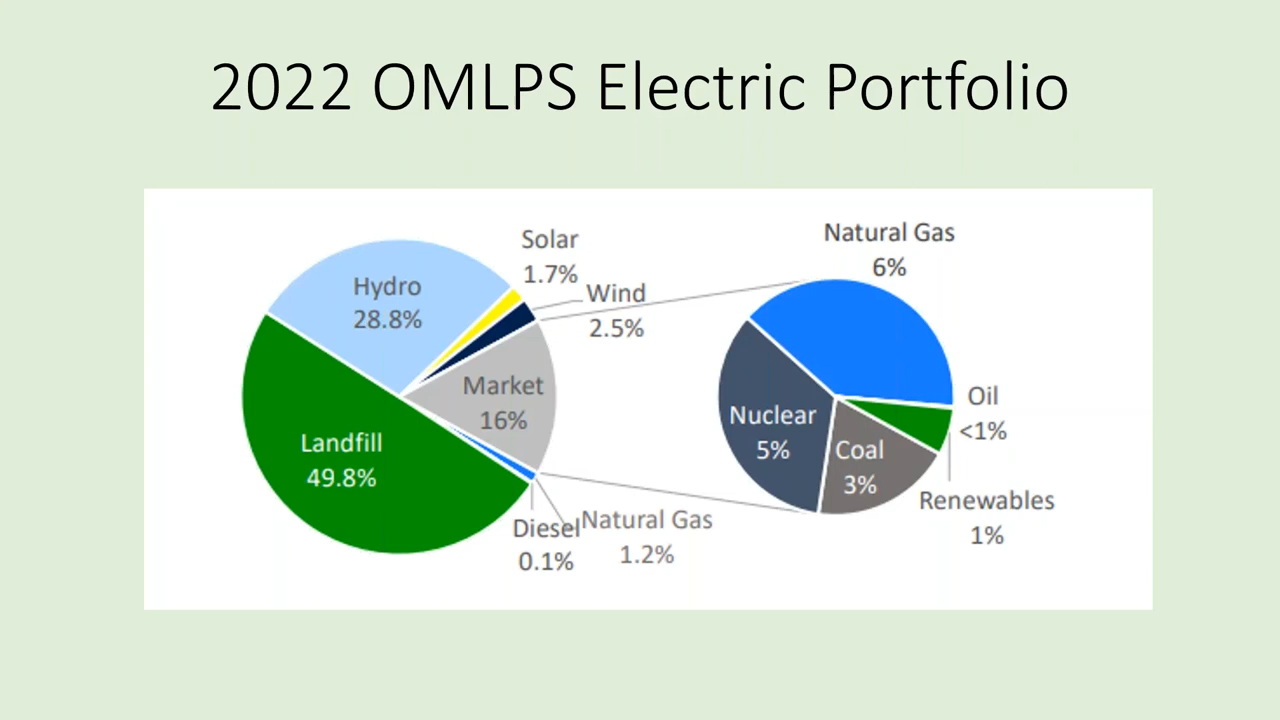 2022 OMLPS Electric Portfolio
Solar
1.7%
Hydro
28.8%
Wind
2.5%
Market
16%
Landfill
49.8%
Diesel
0.1%
Natural Gas
1.2%
Natural Gas
6%
Oil
<1%
Nuclear
5%
Coal
3%
Renewables
1%